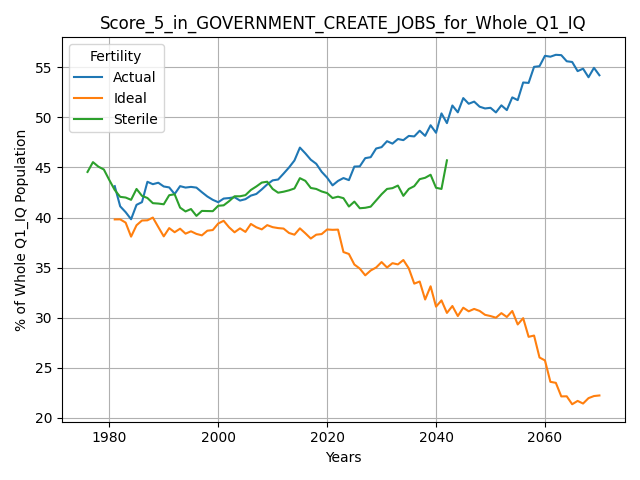 Score_5_in_GOVERNMENT_CREATE_JOBS_for_Whole_Q1_IQ
Fertility
Actual
Ideal
Sterile
% of Whole Q1_IQ Population
55
50
45
40
35
30
25
20
1980
2000
2020
2040
2060
Years